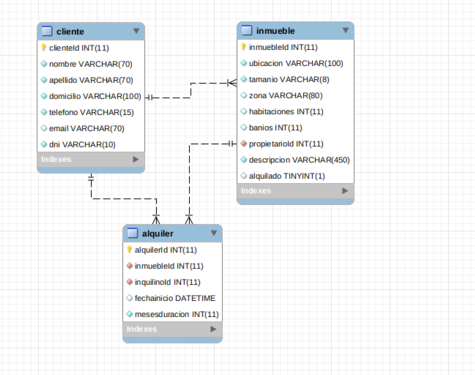 cliente
clienteId INT(11)
nombre VARCHAR(70)
apellido VARCHAR(70)
domicilio VARCHAR(100)
telefono VARCHAR(15)
email VARCHAR(70)
dni VARCHAR(10)
Indexes
inmueble
inmuebleId INT(11)
ubicacion VARCHAR(100)
tamanio VARCHAR(8)
zona VARCHAR(80)
habitaciones INT(11)
banios INT(11)
propietarioId INT(11)
descripcion VARCHAR(450)
alquilado TINYINT(1)
Indexes
alquiler
alquilerId INT(11)
inmuebleId INT(11)
inquilinoId INT(11)
fechainicio DATETIME
mesesduracion INT(11)
Indexes